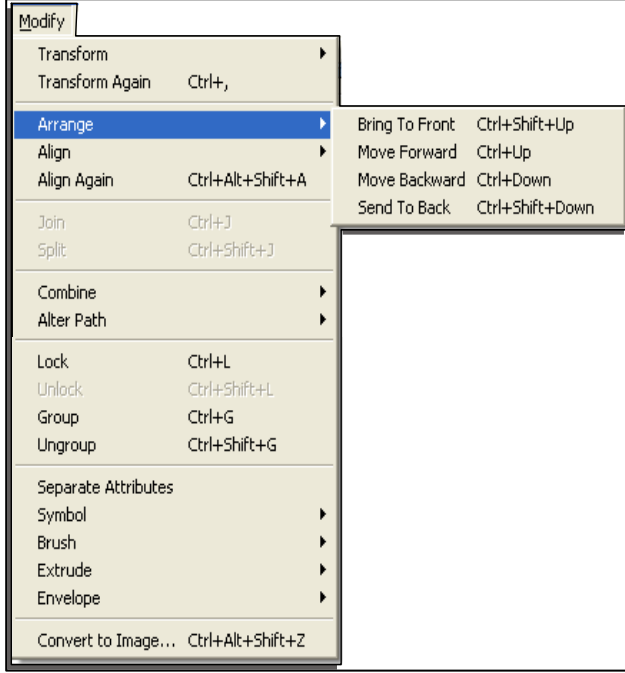 Modify
Transform
Transform Again Ctrl+,
Arrange
Align
Align Again Ctrl+Alt+Shift+A
Join Ctrl+J
Split Ctrl+Shift+J
Combine
Alter Path
Lock Ctrl+L
Unlock Ctrl+Shift+L
Group Ctrl+G
Ungroup Ctrl+Shift+G
Separate Attributes
Symbol
Brush
Extrude
Envelope
Convert to Image... Ctrl+Alt+Shift+Z
Bring To Front Ctrl+Shift+Up
Move Forward Ctrl+Up
Move Backward Ctrl+Down
Send To Back Ctrl+Shift+Down